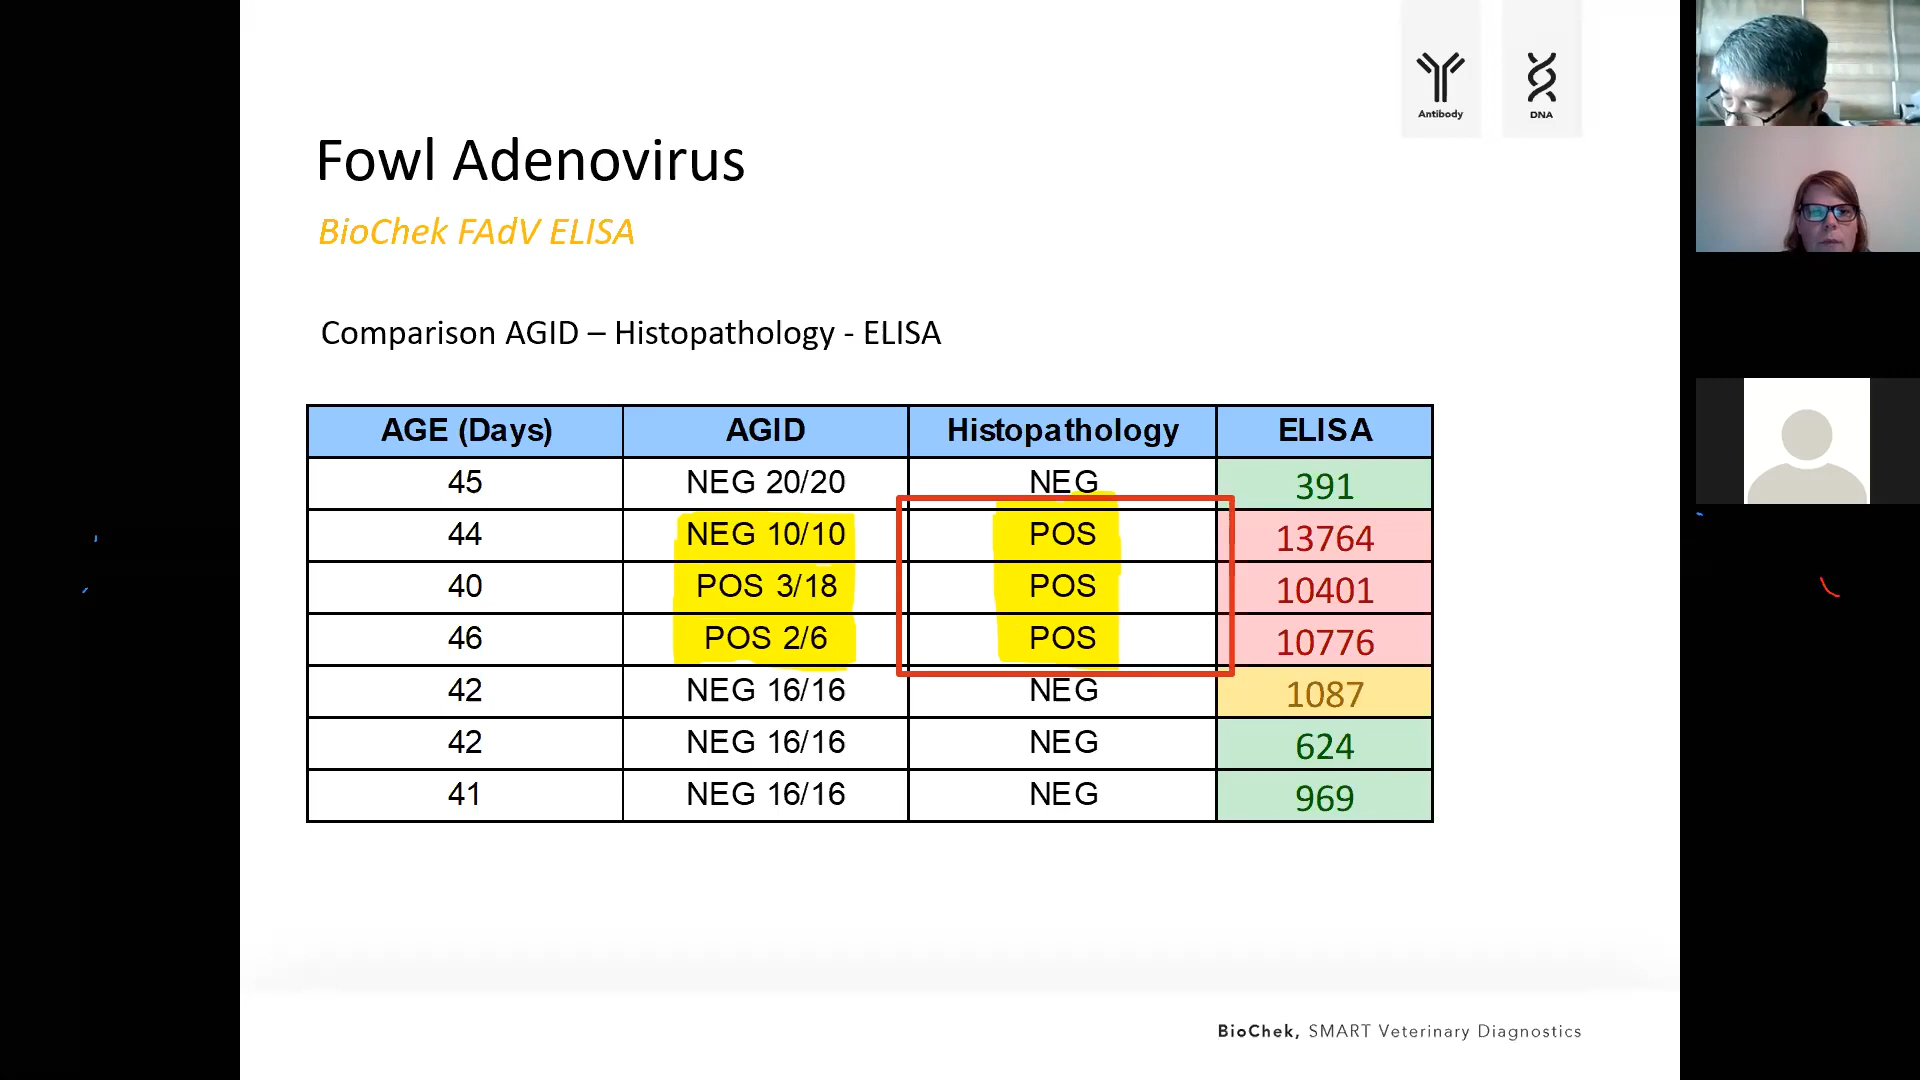 Antibody
DNA
Fowl Adenovirus
BioChek FAdV ELISA
Comparison AGID – Histopathology - ELISA
AGE (Days) AGID Histopathology ELISA
45 NEG 20/20 NEG 391
44 NEG 10/10 POS 13764
40 POS 3/18 POS 10401
46 POS 2/6 POS 10776
42 NEG 16/16 NEG 1087
42 NEG 16/16 NEG 624
41 NEG 16/16 NEG 969
BioChek, SMART Veterinary Diagnostics